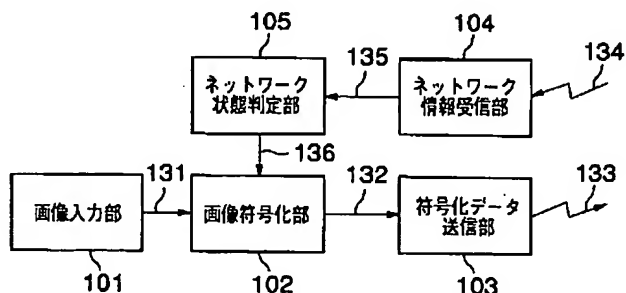 105
104
135
134
ネットワーク
状態判定部
ネットワーク
情報受信部
136
131
132
133
画像入力部
画像符号化部
符号化データ
送信部
101
102
103